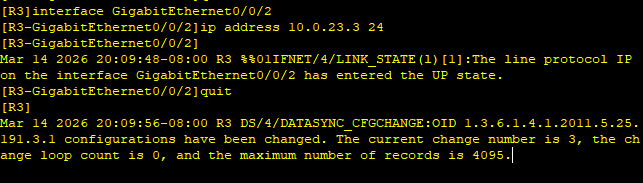 [R3]interface GigabitEthernet0/0/2
[R3-GigabitEthernet0/0/2]ip address 10.0.23.3 24
[R3-GigabitEthernet0/0/2]
Mar 14 2026 20:09:48-08:00 R3 %%01IFNET/4/LINK_STATE(l)[1]:The line protocol IP
on the interface GigabitEthernet0/0/2 has entered the UP state.
[R3-GigabitEthernet0/0/2]quit
[R3]
Mar 14 2026 20:09:56-08:00 R3 DS/4/DATASYNC_CFGCHANGE:OID 1.3.6.1.4.1.2011.5.25.
191.3.1 configurations have been changed. The current change number is 3, the ch
ange loop count is 0, and the maximum number of records is 4095.